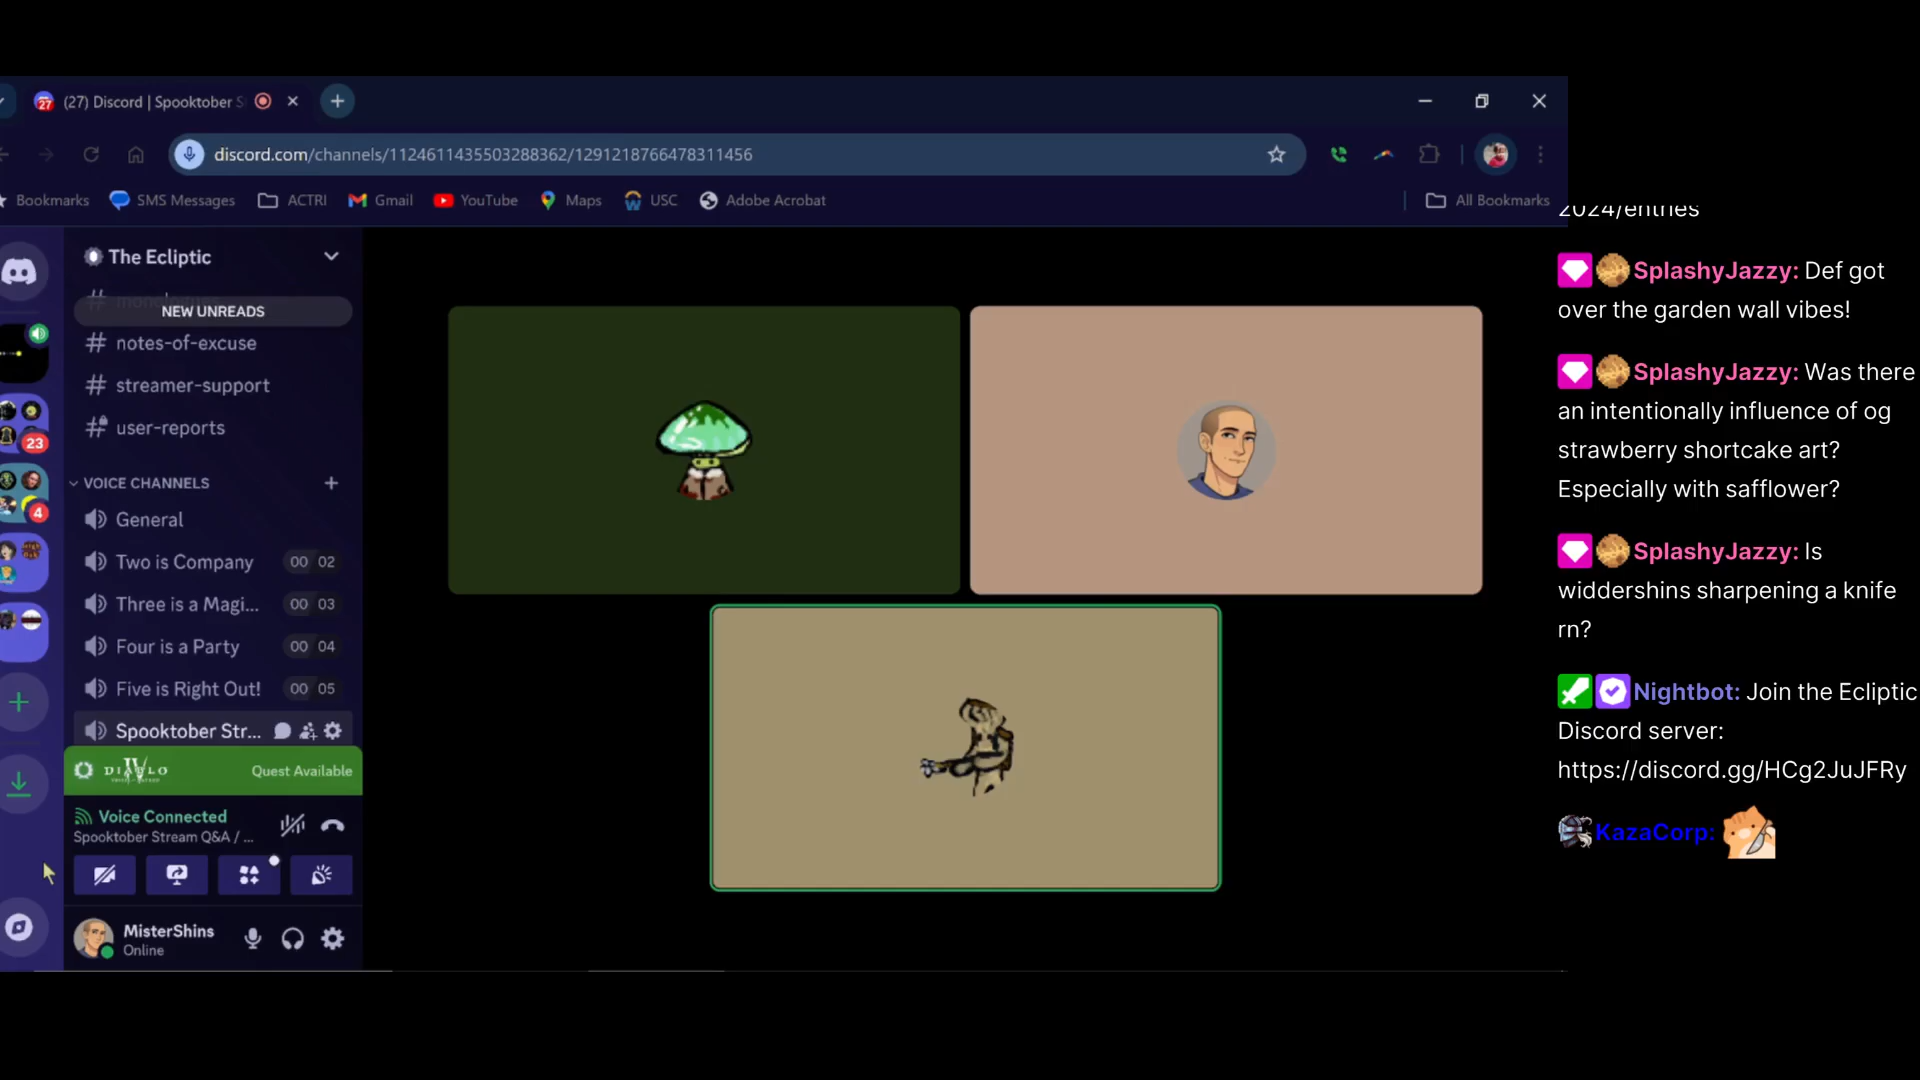 27
(27) Discord | Spooktober S
discord.com/channels/1124611435503288362/1291218766478311456
Bookmarks
SMS Messages
ACTRI
Gmail
YouTube
Maps
USC
Adobe Acrobat
All Bookmarks
The Ecliptic
NEW UNREADS
# notes-of-excuse
# streamer-support
# user-reports
23
4
VOICE CHANNELS
General
Two is Company 00 02
Three is a Magi... 00 03
Four is a Party 00 04
Five is Right Out! 00 05
Spooktober Str...
DIABLO IV
Quest Available
Voice Connected
Spooktober Stream Q&A / ...
MisterShins
Online
2024/entries
SplashyJazzy: Def got
over the garden wall vibes!
SplashyJazzy: Was there
an intentionally influence of og
strawberry shortcake art?
Especially with safflower?
SplashyJazzy: Is
widdershins sharpening a knife
rn?
Nightbot: Join the Ecliptic
Discord server:
https://discord.gg/HCg2JuJFRy
KazaCorp: